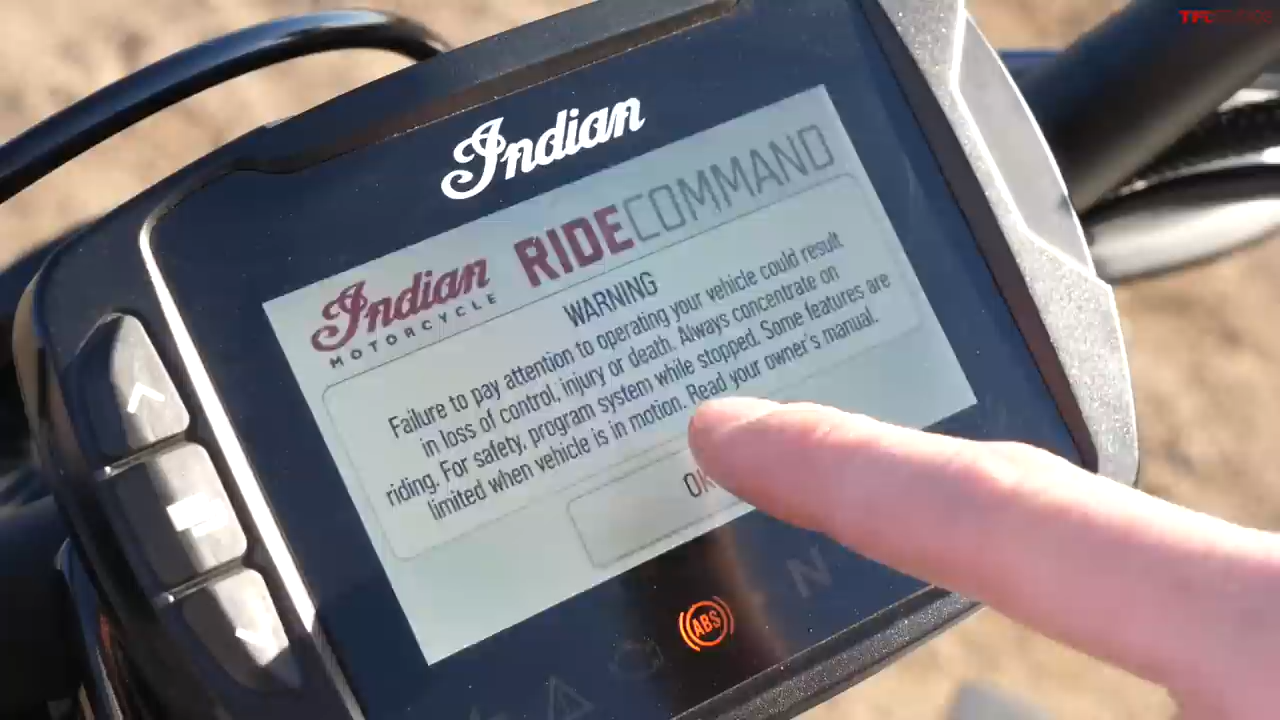 TFL
Indian
Indian
MOTORCYCLE
RIDECOMMAND
WARNING
Failure to pay attention to operating your vehicle could result
in loss of control, injury or death. Always concentrate on
riding. For safety, program system while stopped. Some features are
limited when vehicle is in motion. Read your owner's manual.
OK
ABS
N